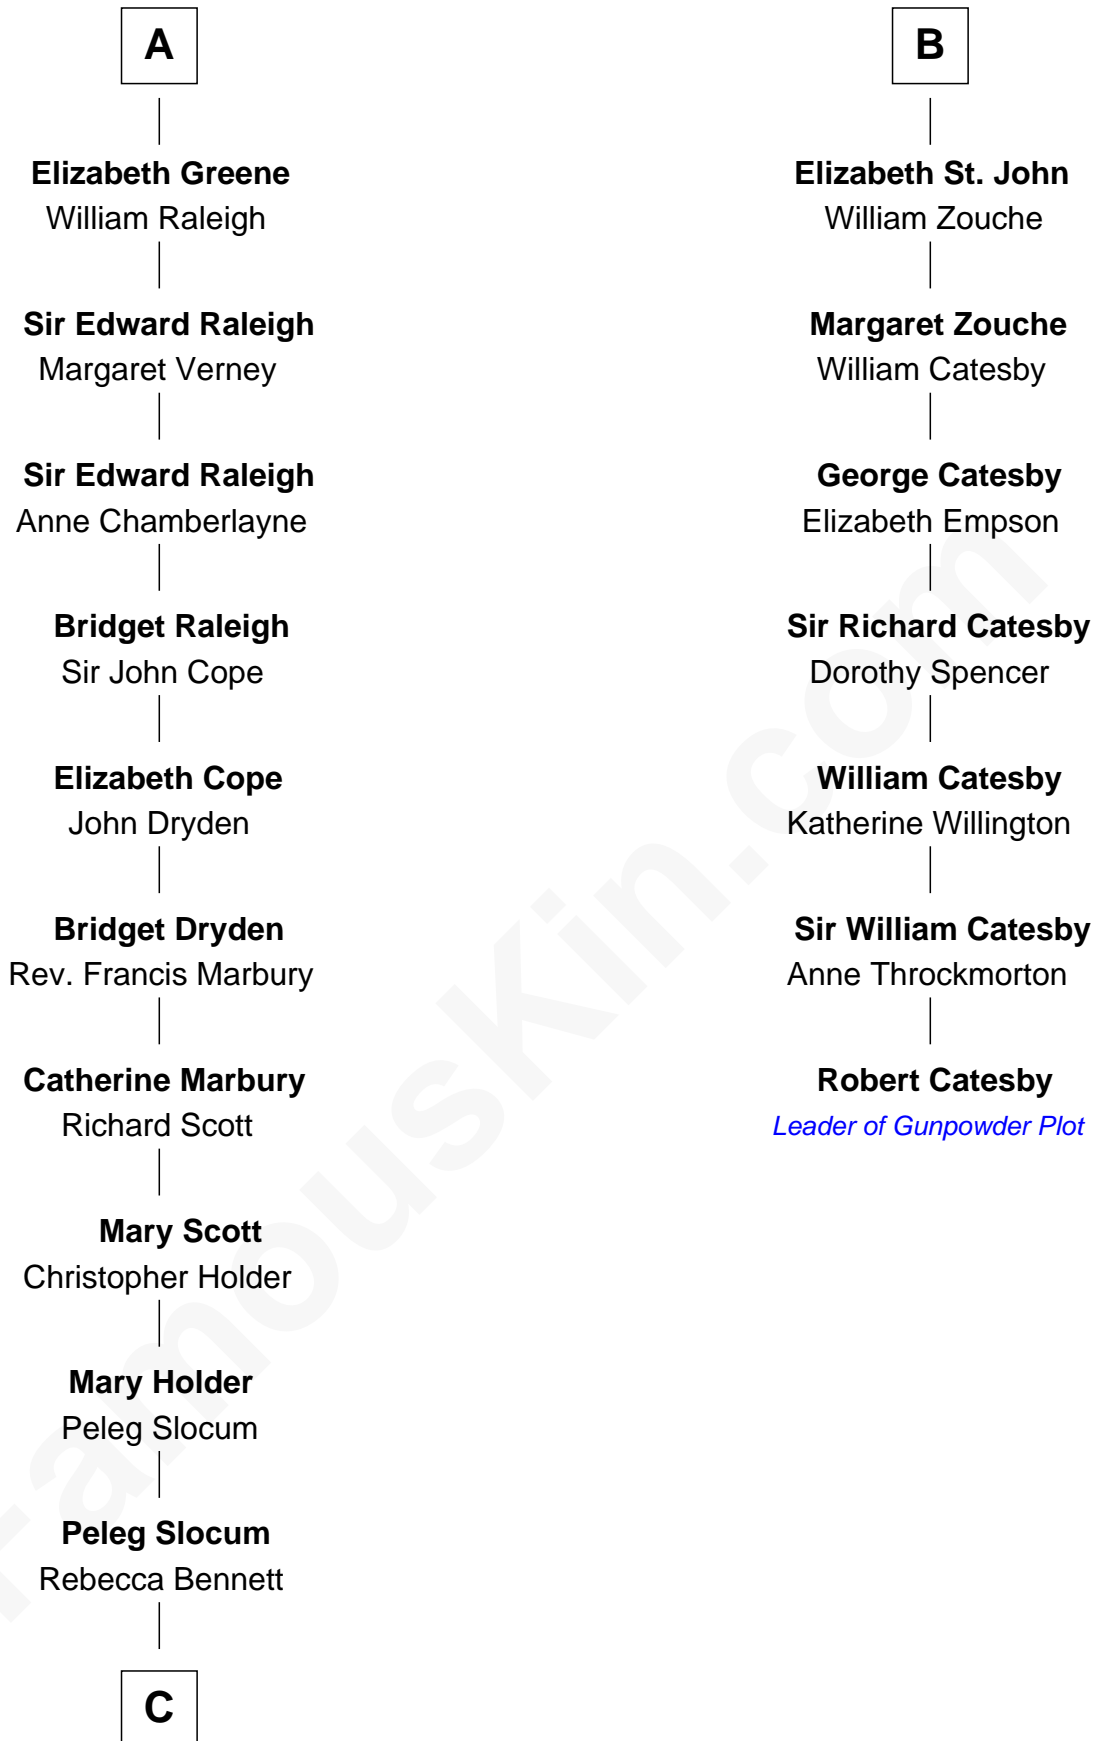 A
Elizabeth Greene
William Raleigh
Sir Edward Raleigh
Margaret Verney
Sir Edward Raleigh
Anne Chamberlayne
Bridget Raleigh
Sir John Cope
Elizabeth Cope
John Dryden
Bridget Dryden
Rev. Francis Marbury
Catherine Marbury
Richard Scott
Mary Scott
Christopher Holder
Mary Holder
Peleg Slocum
Peleg Slocum
Rebecca Bennett
C
B
Elizabeth St. John
William Zouche
Margaret Zouche
William Catesby
George Catesby
Elizabeth Empson
Sir Richard Catesby
Dorothy Spencer
William Catesby
Katherine Willington
Sir William Catesby
Anne Throckmorton
Robert Catesby
Leader of Gunpowder Plot
FamousKin.com